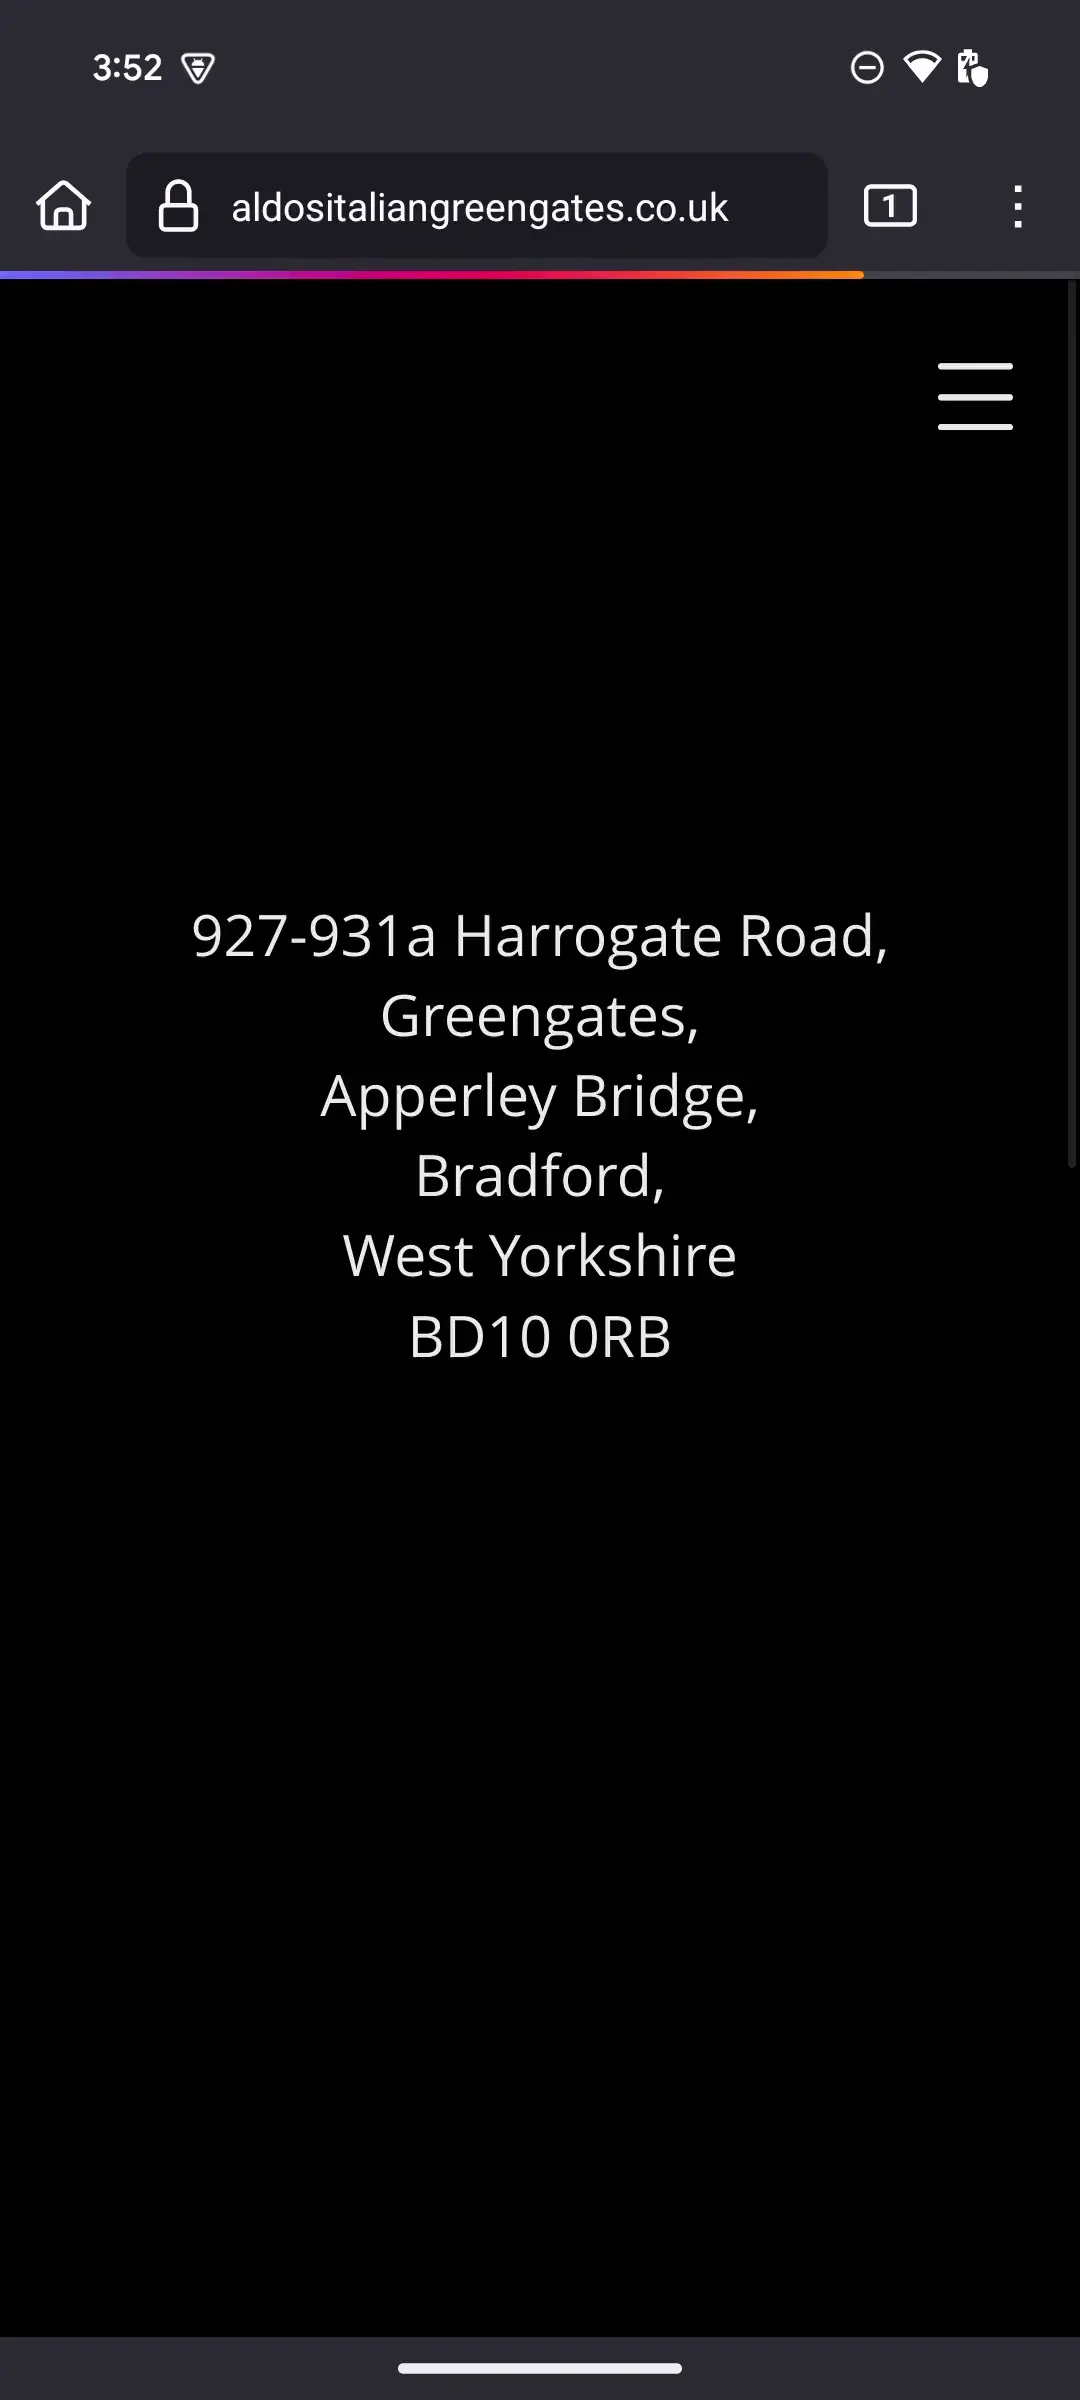 3:52
aldositaliangreengates.co.uk
1
927-931a Harrogate Road,
Greengates,
Apperley Bridge,
Bradford,
West Yorkshire
BD10 0RB